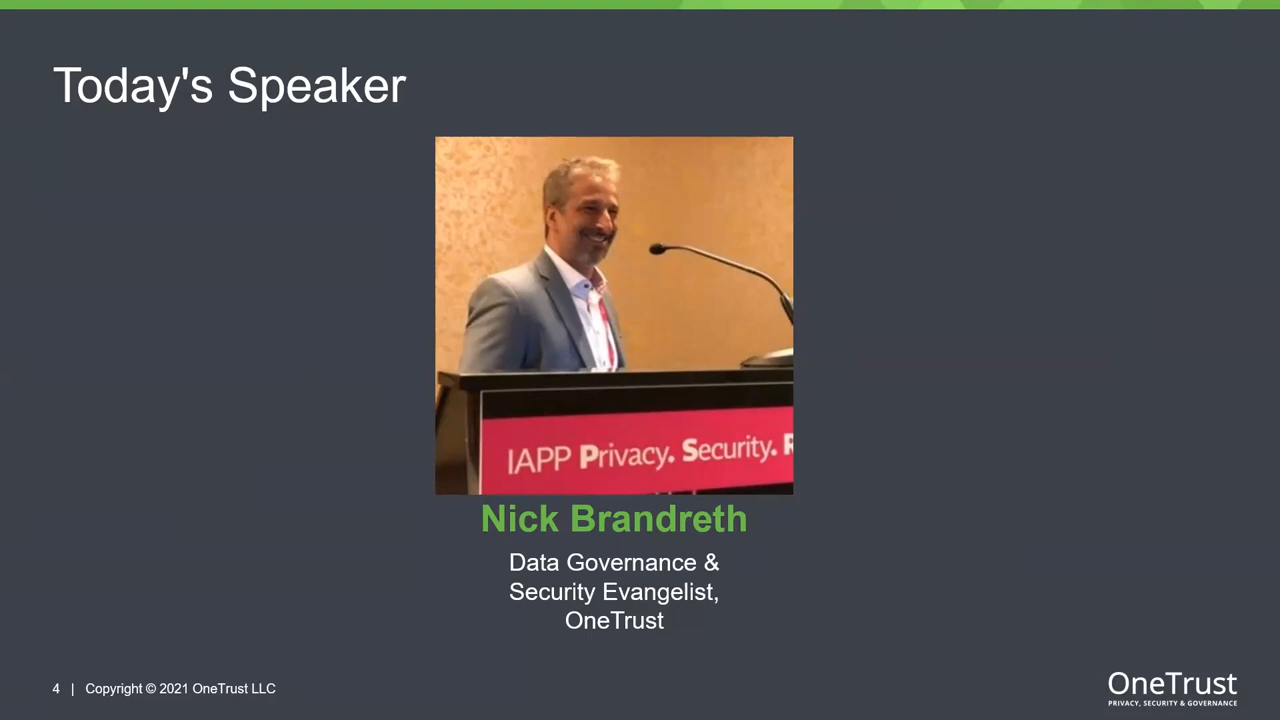 Today's Speaker
IAPP Privacy. Security.
Nick Brandreth
Data Governance &
Security Evangelist,
OneTrust
4 | Copyright © 2021 OneTrust LLC
OneTrust
PRIVACY, SECURITY & GOVERNANCE